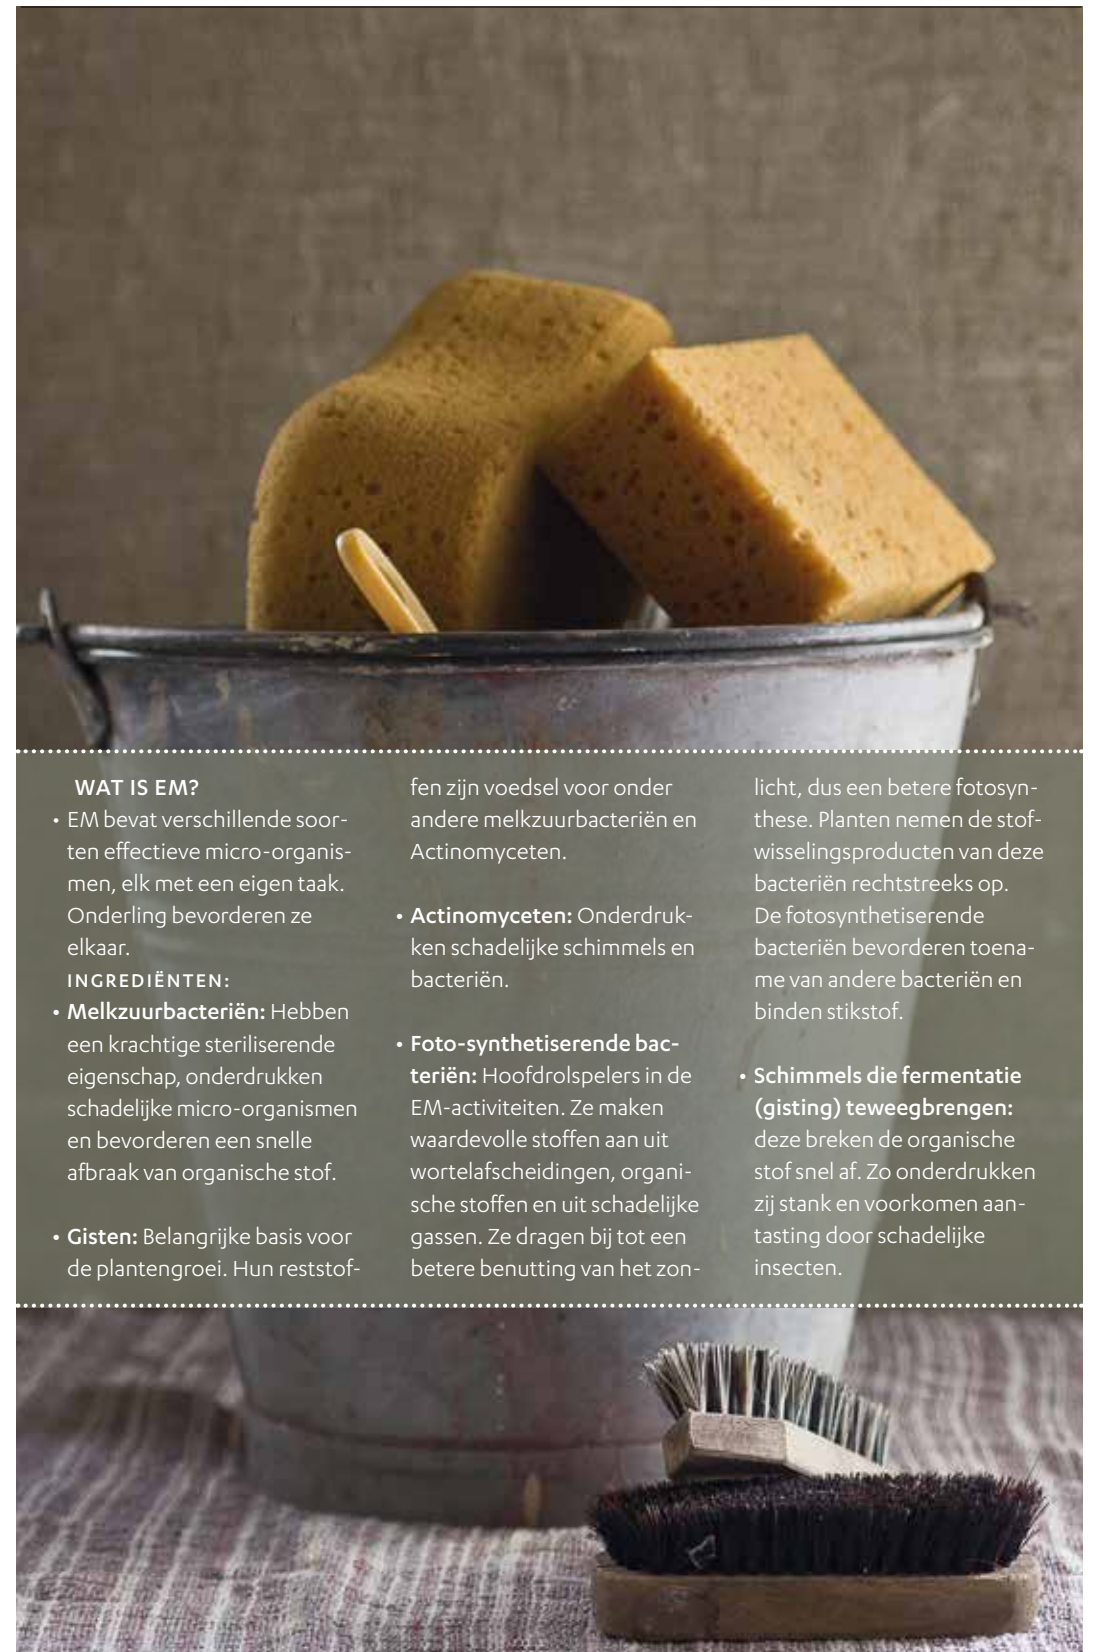 WAT IS EM?
• EM bevat verschillende soor-
ten effectieve micro-organis-
men, elk met een eigen taak.
Onderling bevorderen ze
elkaar.
INGREDIËNTEN:
• Melkzuurbacteriën: Hebben
een krachtige steriliserende
eigenschap, onderdrukken
schadelijke micro-organismen
en bevorderen een snelle
afbraak van organische stof.
• Gisten: Belangrijke basis voor
de plantengroei. Hun reststof-
fen zijn voedsel voor onder
andere melkzuurbacteriën en
Actinomyceten.
• Actinomyceten: Onderdruk-
ken schadelijke schimmels en
bacteriën.
• Foto-synthetiserende bac-
teriën: Hoofdrolspelers in de
EM-activiteiten. Ze maken
waardevolle stoffen aan uit
wortelafscheidingen, organi-
sche stoffen en uit schadelijke
gassen. Ze dragen bij tot een
betere benutting van het zon-
licht, dus een betere fotosyn-
these. Planten nemen de stof-
wisselingsproducten van deze
bacteriën rechtstreeks op.
De fotosynthetiserende
bacteriën bevorderen toena-
me van andere bacteriën en
binden stikstof.
• Schimmels die fermentatie
(gisting) teweegbrengen:
deze breken de organische
stof snel af. Zo onderdrukken
zij stank en voorkomen aan-
tasting door schadelijke
insecten.